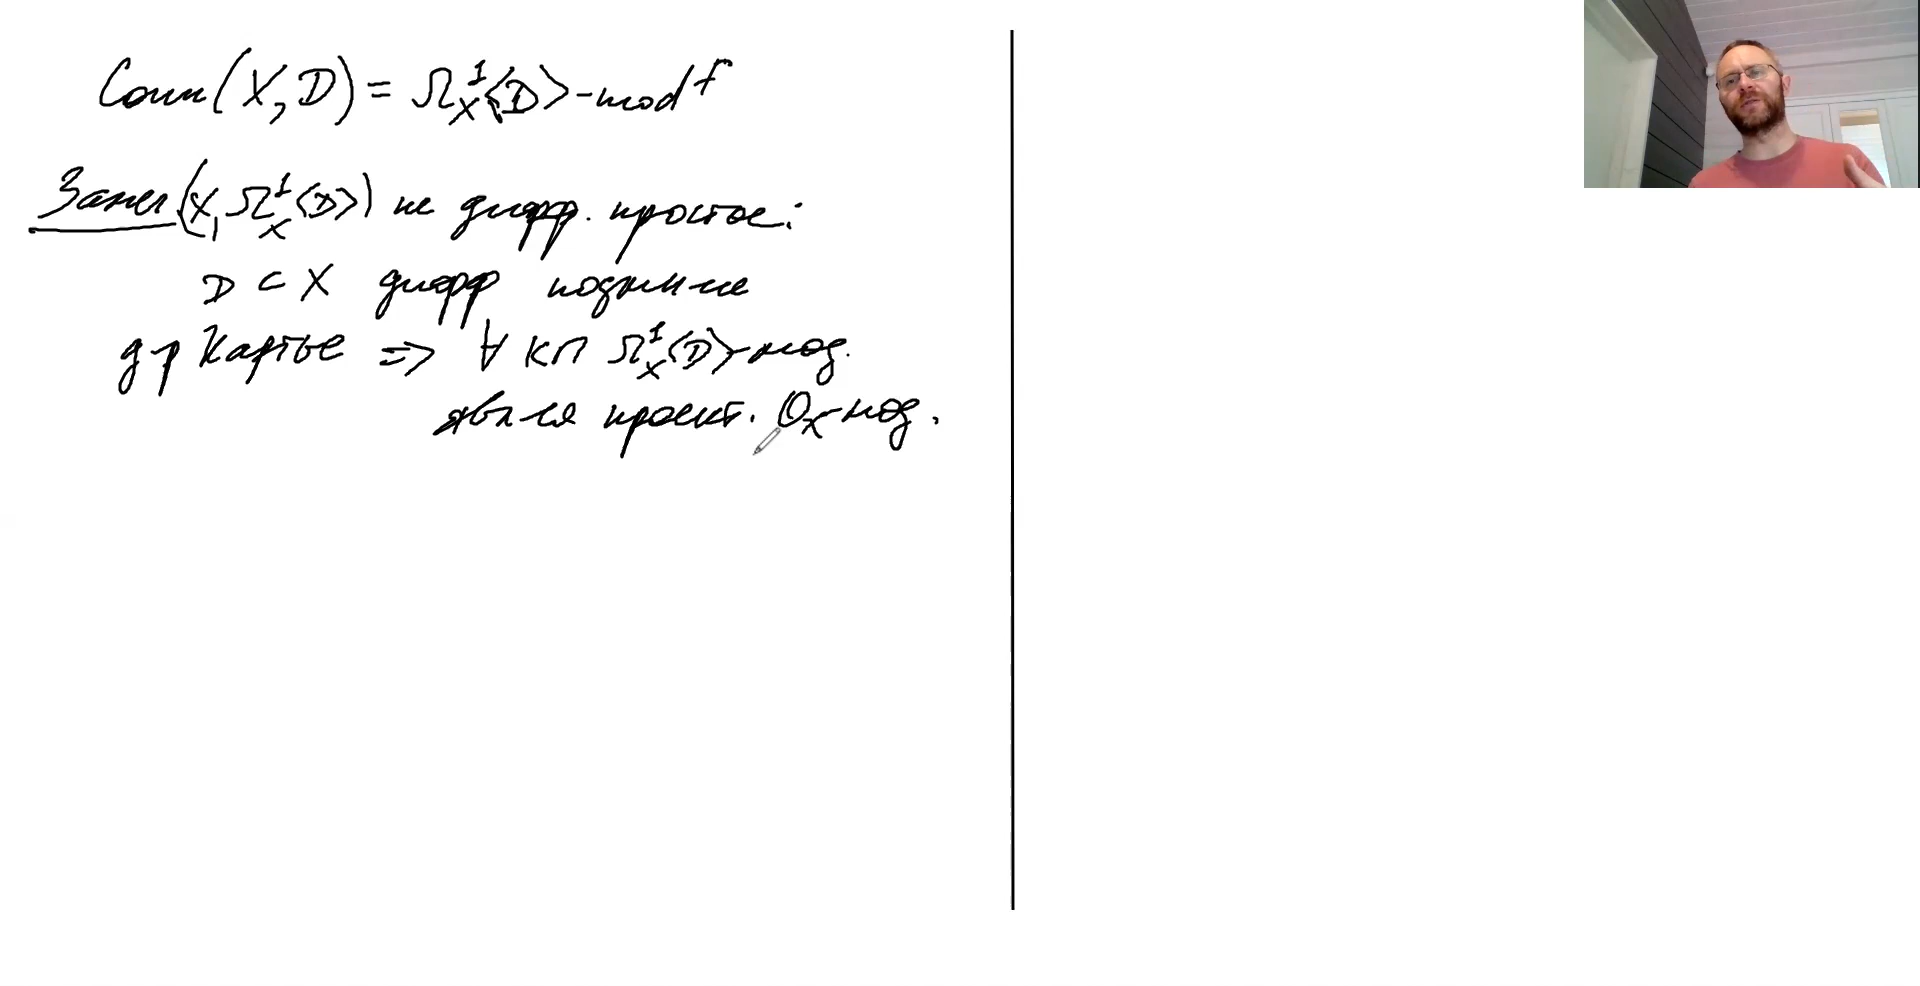 Conn(X, D) = Ω¹_X⟨D⟩-mod^f
Замеч (X, Ω¹_X⟨D⟩) не дифф. простое:
D ⊂ X дифф подмн-ие
д-р Картье => ∀ КП Ω¹_X⟨D⟩-мод.
явл-ся проект. O_X-мод.